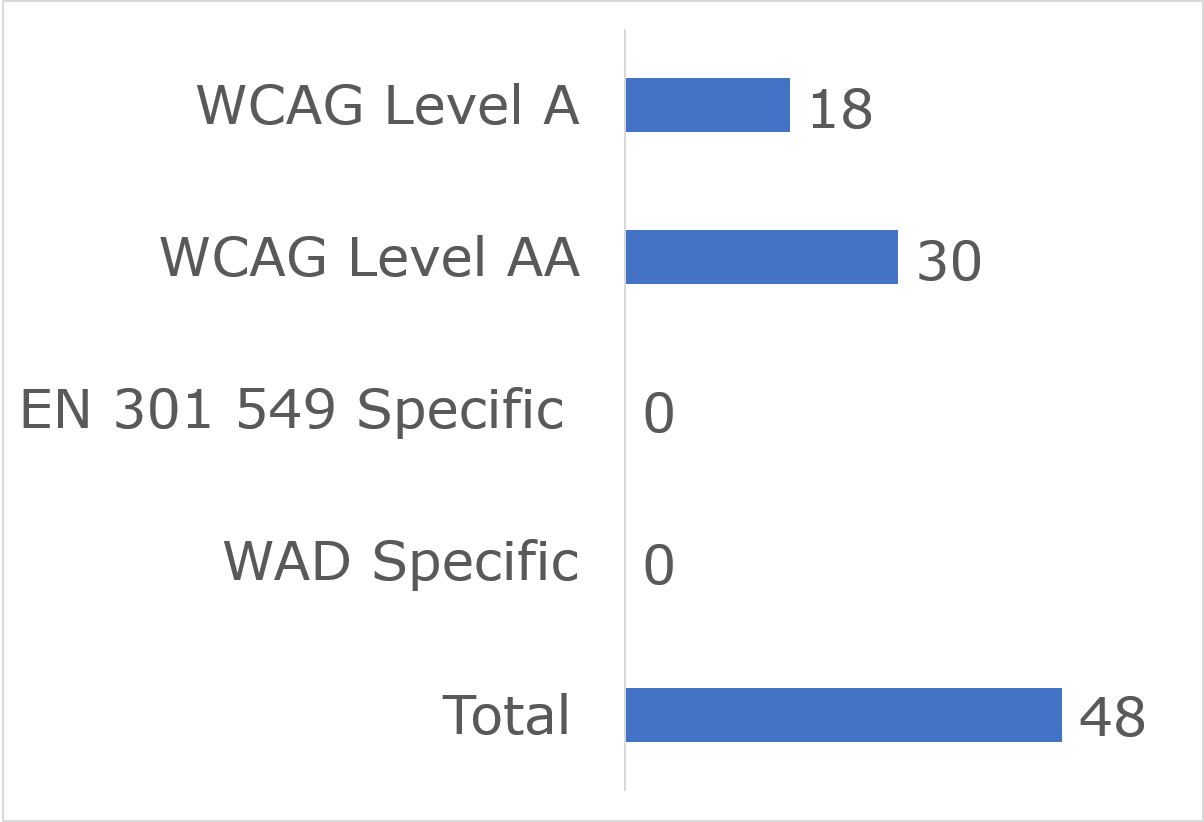 WCAG Level A 18
WCAG Level AA 30
EN 301 549 Specific 0
WAD Specific 0
Total 48